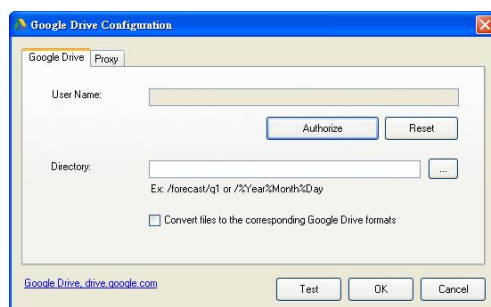 Google Drive Configuration
Google Drive Proxy
User Name:
Authorize Reset
Directory: ...
Ex: /forecast/q1 or /%Year%Month%Day
Convert files to the corresponding Google Drive formats
Google Drive, drive.google.com Test OK Cancel